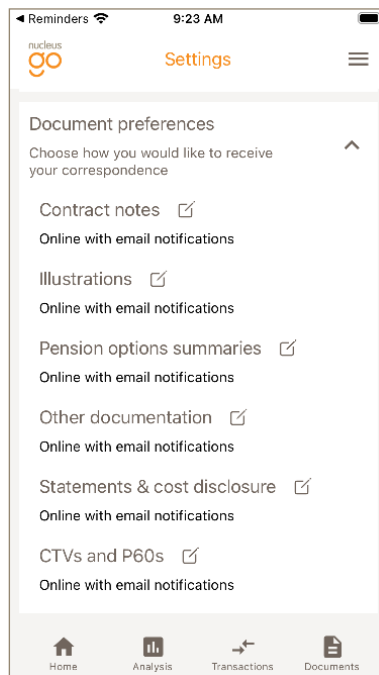 Reminders
9:23 AM
nucleus
go
Settings
Document preferences
Choose how you would like to receive
your correspondence
Contract notes
Online with email notifications
Illustrations
Online with email notifications
Pension options summaries
Online with email notifications
Other documentation
Online with email notifications
Statements & cost disclosure
Online with email notifications
CTVs and P60s
Online with email notifications
Home Analysis Transactions Documents